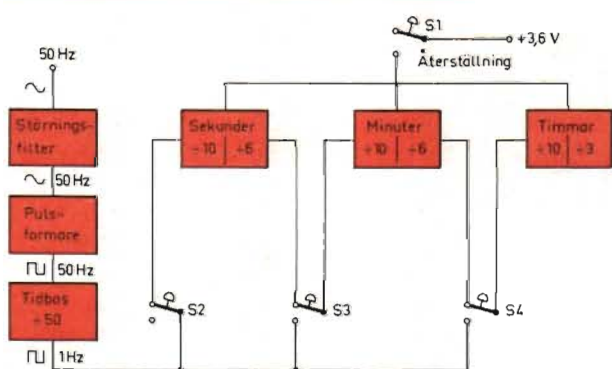 S1
+3,6 V
Återställning
50 Hz
Störnings-
filter
50 Hz
Puls-
formare
50 Hz
Tidbas
÷50
1Hz
Sekunder
÷10 ÷6
Minuter
÷10 ÷6
Timmar
÷10 ÷3
S2
S3
S4